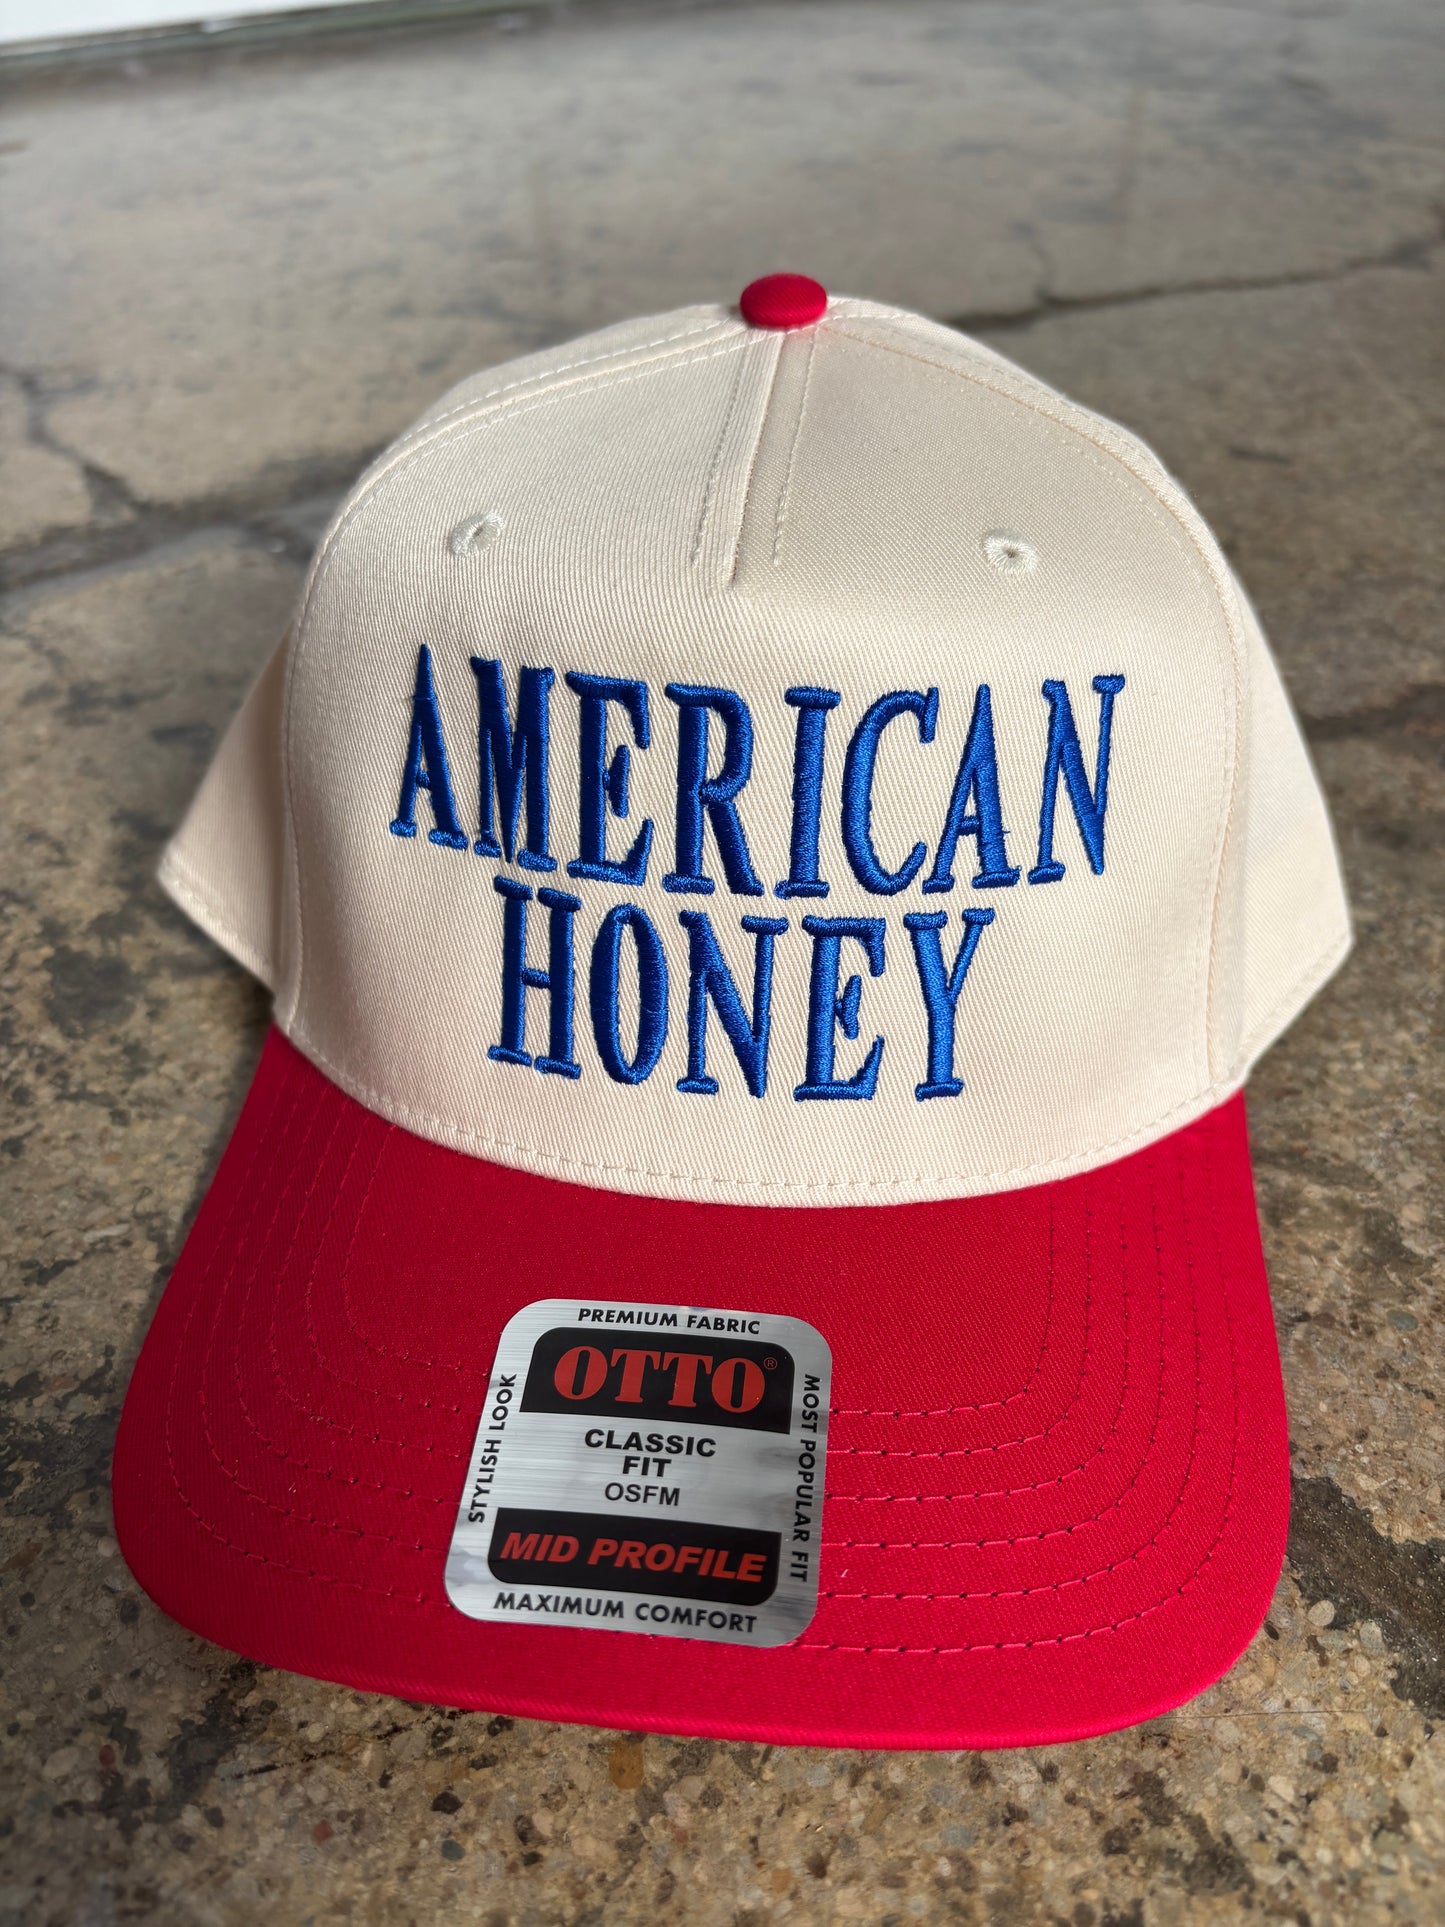 AMERICAN
HONEY
PREMIUM FABRIC
OTTO®
STYLISH LOOK
CLASSIC
FIT
OSFM
MOST POPULAR FIT
MID PROFILE
MAXIMUM COMFORT